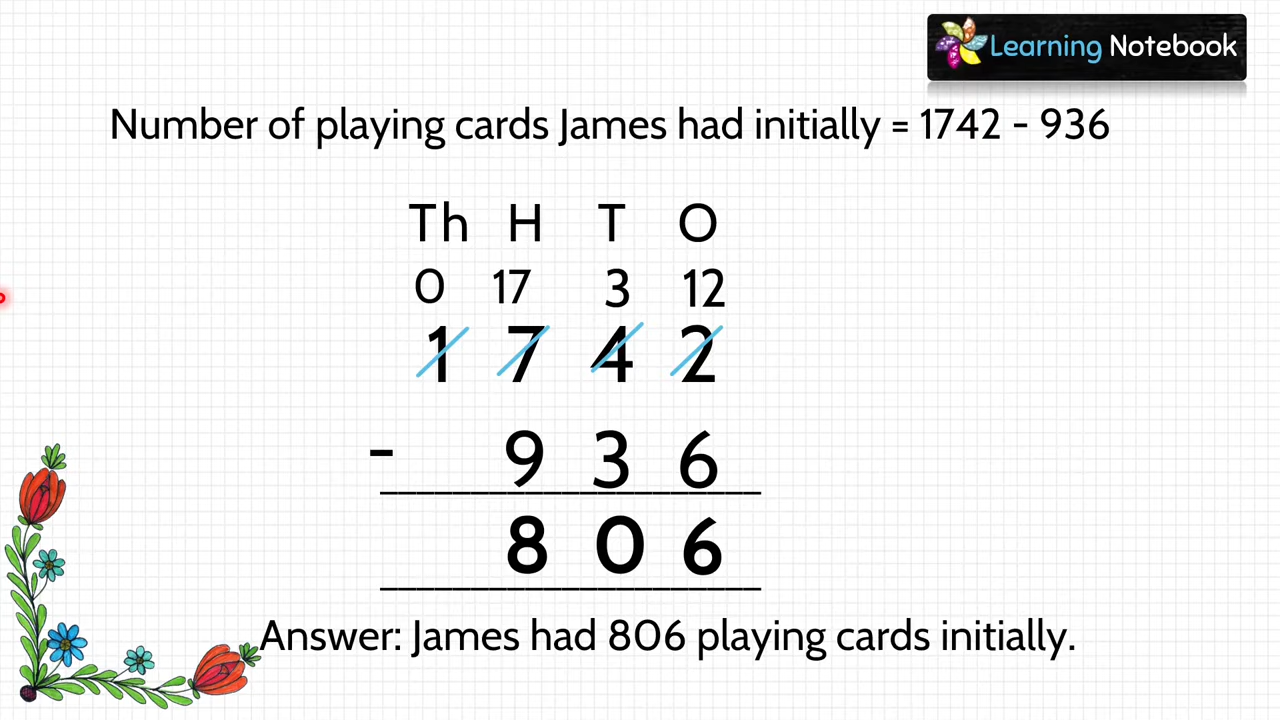 Learning Notebook
Number of playing cards James had initially = 1742 - 936
Th H T O
0 17 3 12
1 7 4 2
- 9 3 6
8 0 6
Answer: James had 806 playing cards initially.